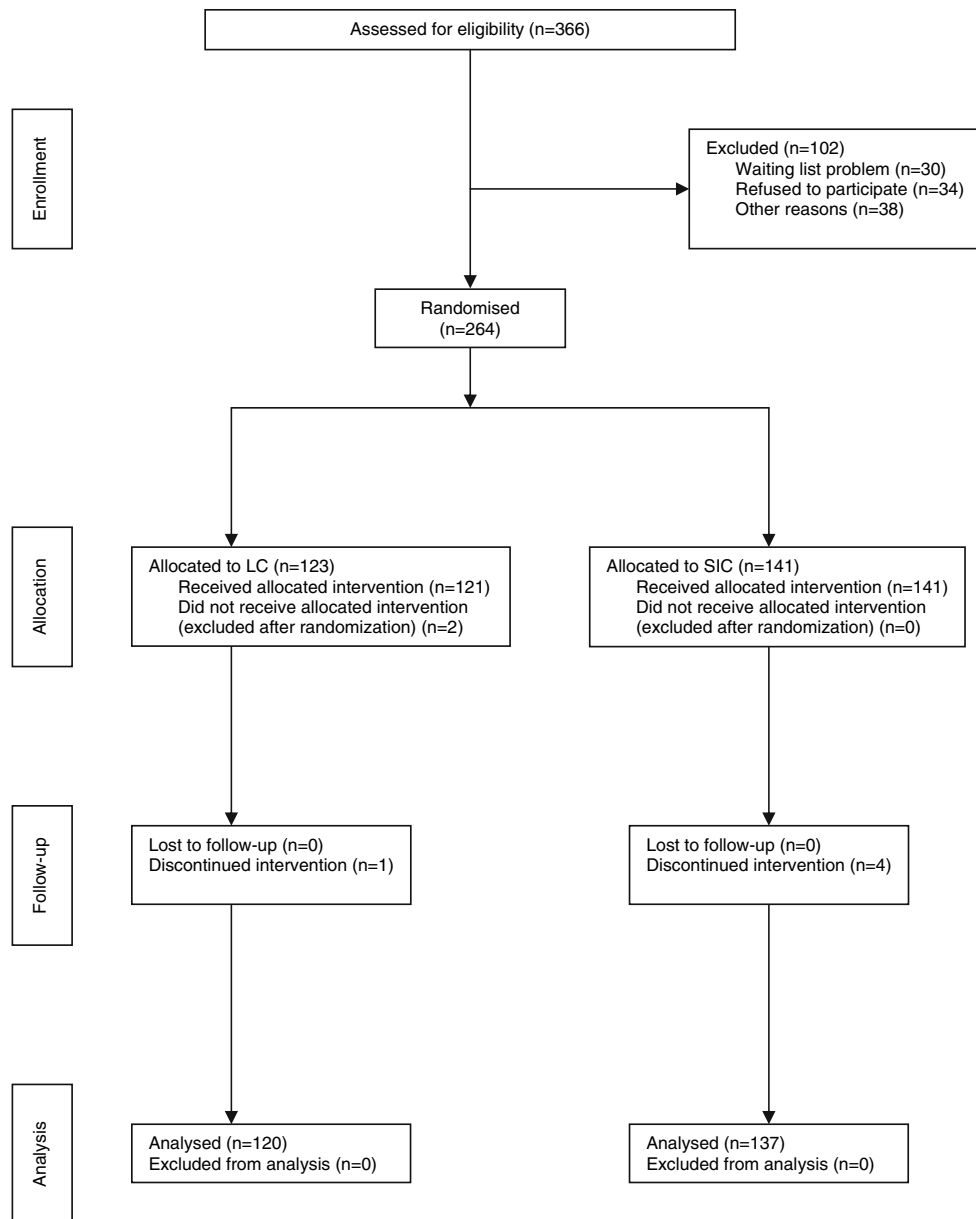 Assessed for eligibility (n=366)
Enrollment
Excluded (n=102)
Waiting list problem (n=30)
Refused to participate (n=34)
Other reasons (n=38)
Randomised
(n=264)
Allocation
Allocated to LC (n=123)
Received allocated intervention (n=121)
Did not receive allocated intervention
(excluded after randomization) (n=2)
Allocated to SIC (n=141)
Received allocated intervention (n=141)
Did not receive allocated intervention
(excluded after randomization) (n=0)
Follow-up
Lost to follow-up (n=0)
Discontinued intervention (n=1)
Lost to follow-up (n=0)
Discontinued intervention (n=4)
Analysis
Analysed (n=120)
Excluded from analysis (n=0)
Analysed (n=137)
Excluded from analysis (n=0)